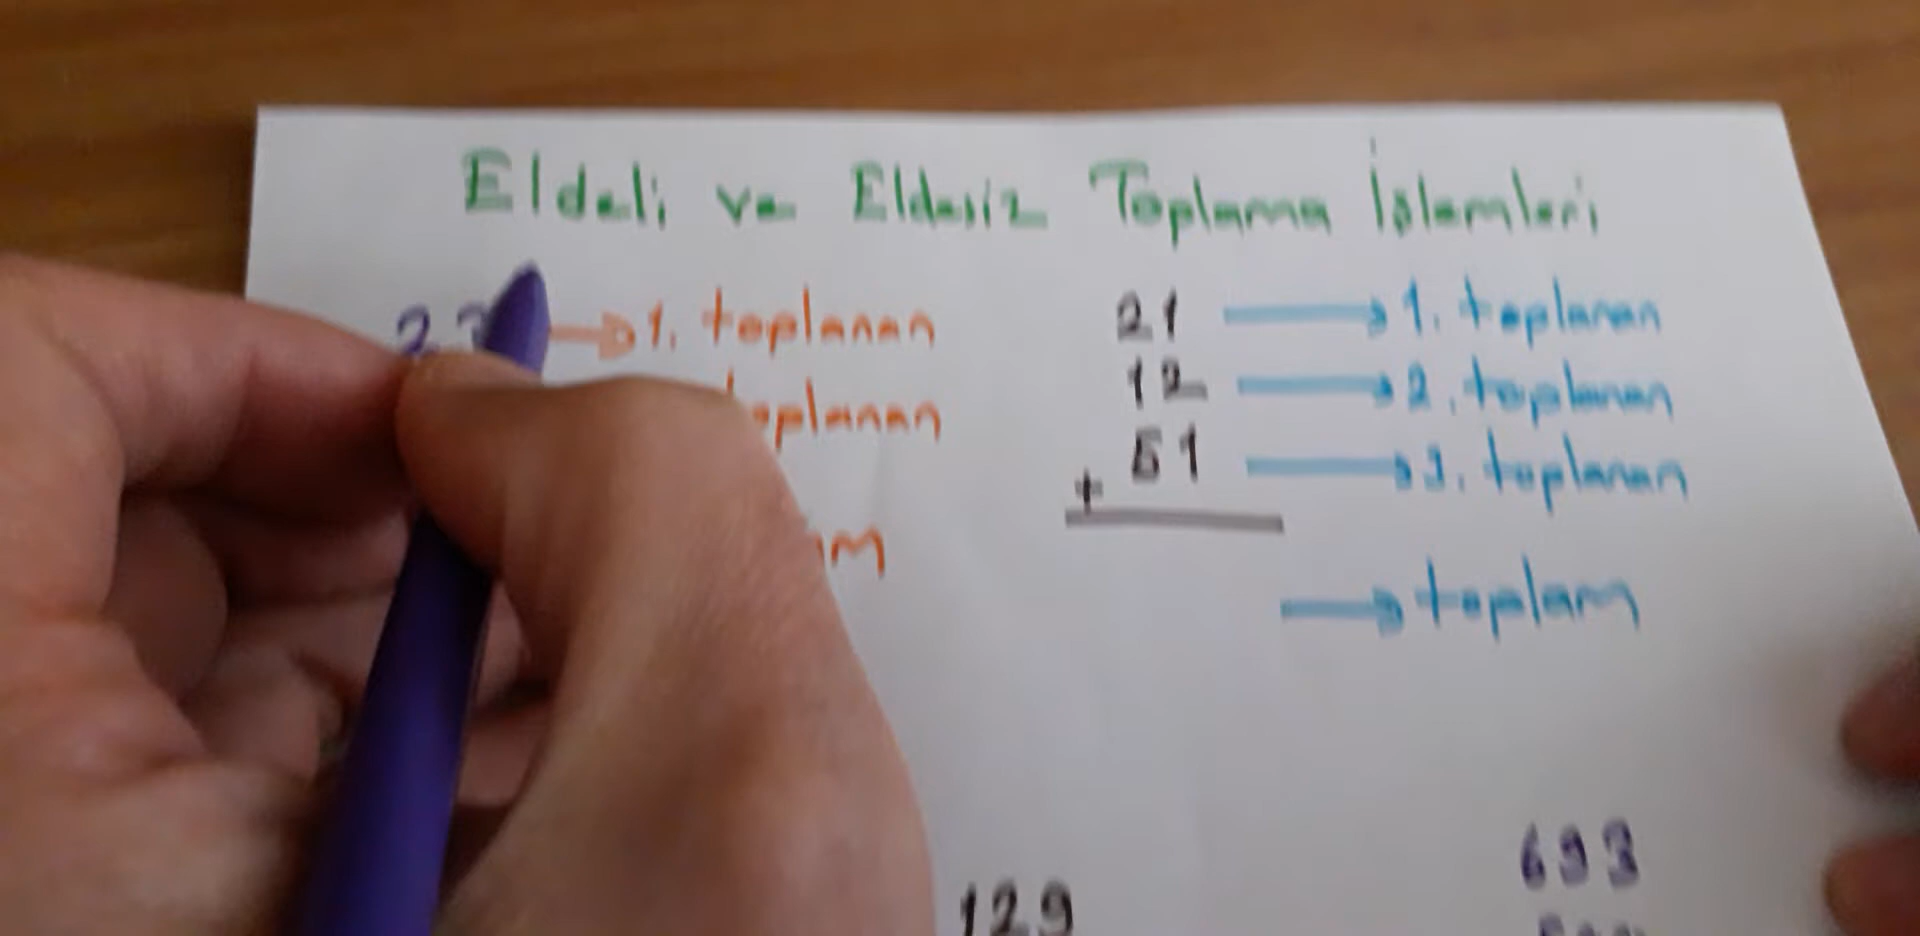 Eldeli ve Eldesiz Toplama İşlemleri
1. toplanan
21 → 1. toplanan
12 → 2. toplanan
+ 51 → 3. toplanan
→ toplam
129
693